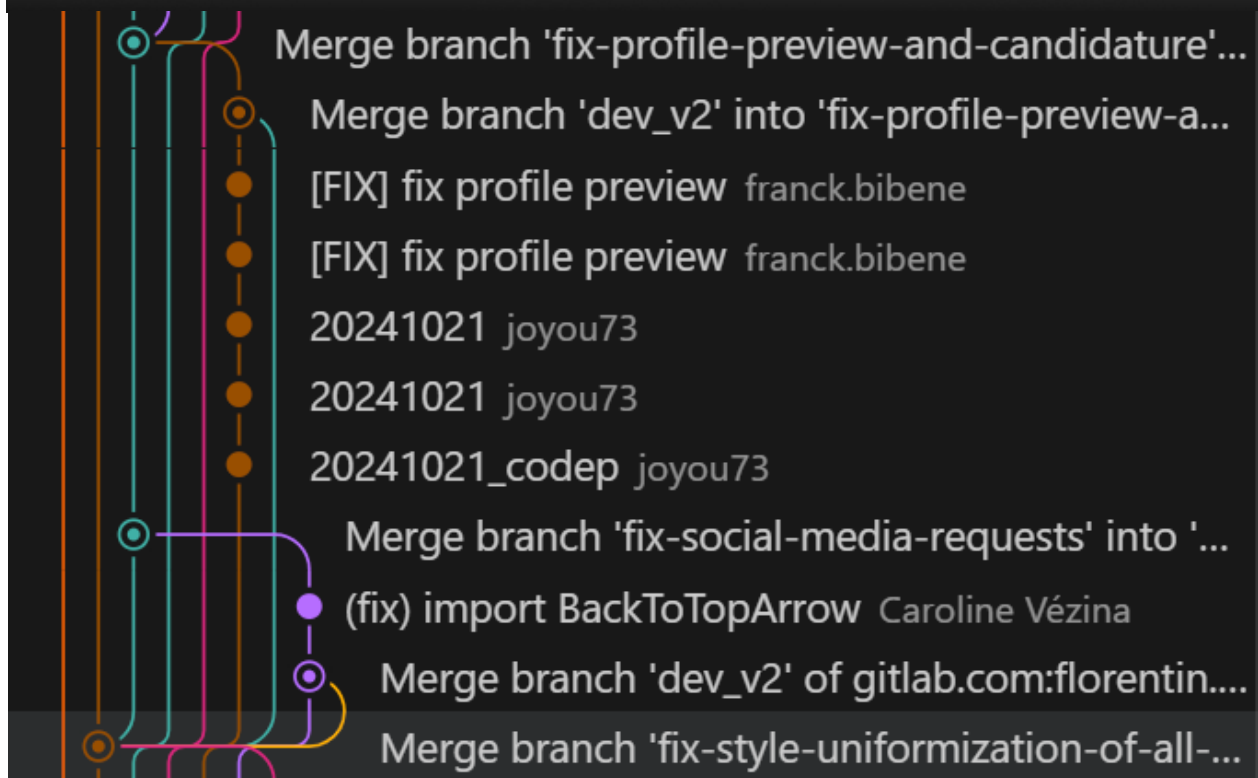 Merge branch 'fix-profile-preview-and-candidature'...
Merge branch 'dev_v2' into 'fix-profile-preview-a...
[FIX] fix profile preview franck.bibene
[FIX] fix profile preview franck.bibene
20241021 joyou73
20241021 joyou73
20241021_codep joyou73
Merge branch 'fix-social-media-requests' into '...
(fix) import BackToTopArrow Caroline Vézina
Merge branch 'dev_v2' of gitlab.com:florentin....
Merge branch 'fix-style-uniformization-of-all-...